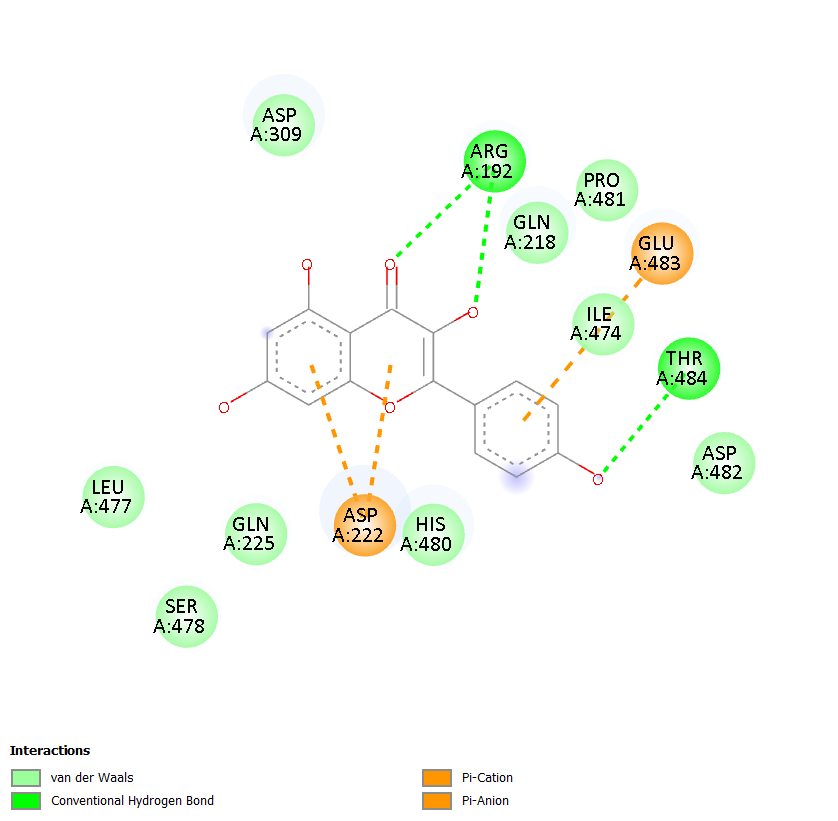 ASP
A:309
ARG
A:192
PRO
A:481
GLN
A:218
GLU
A:483
O
O
O
ILE
A:474
THR
A:484
O
O
ASP
A:482
O
LEU
A:477
GLN
A:225
ASP
A:222
HIS
A:480
SER
A:478
Interactions
van der Waals
Conventional Hydrogen Bond
Pi-Cation
Pi-Anion